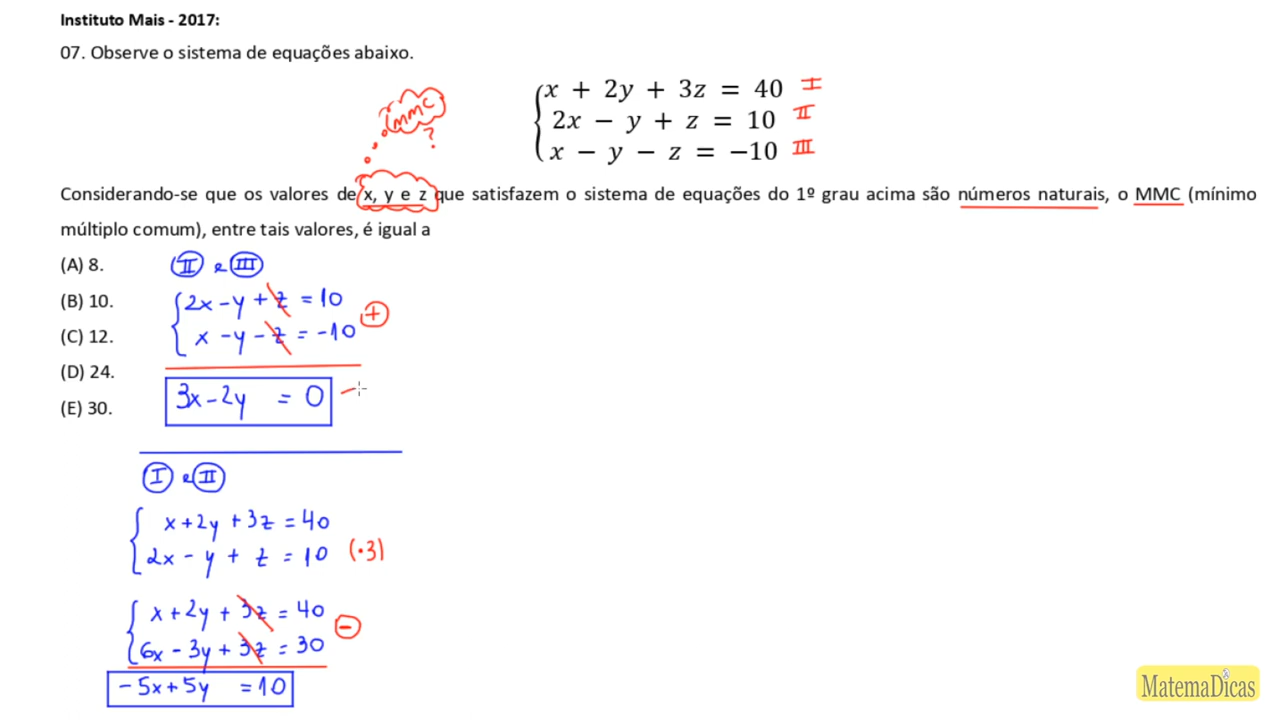 Instituto Mais - 2017:
07. Observe o sistema de equações abaixo.
x + 2y + 3z = 40 I
MMC
2x − y + z = 10 II
?
x − y − z = −10 III
Considerando-se que os valores de x, y e z que satisfazem o sistema de equações do 1º grau acima são números naturais, o MMC (mínimo
múltiplo comum), entre tais valores, é igual a
(A) 8.
II e III
(B) 10.
2x - y + z = 10
+
(C) 12.
x - y - z = -10
(D) 24.
3x - 2y = 0
(E) 30.
I e II
x + 2y + 3z = 40
2x - y + z = 10 (·3)
x + 2y + 3z = 40
-
6x - 3y + 3z = 30
-5x + 5y = 10
MatemaDicas